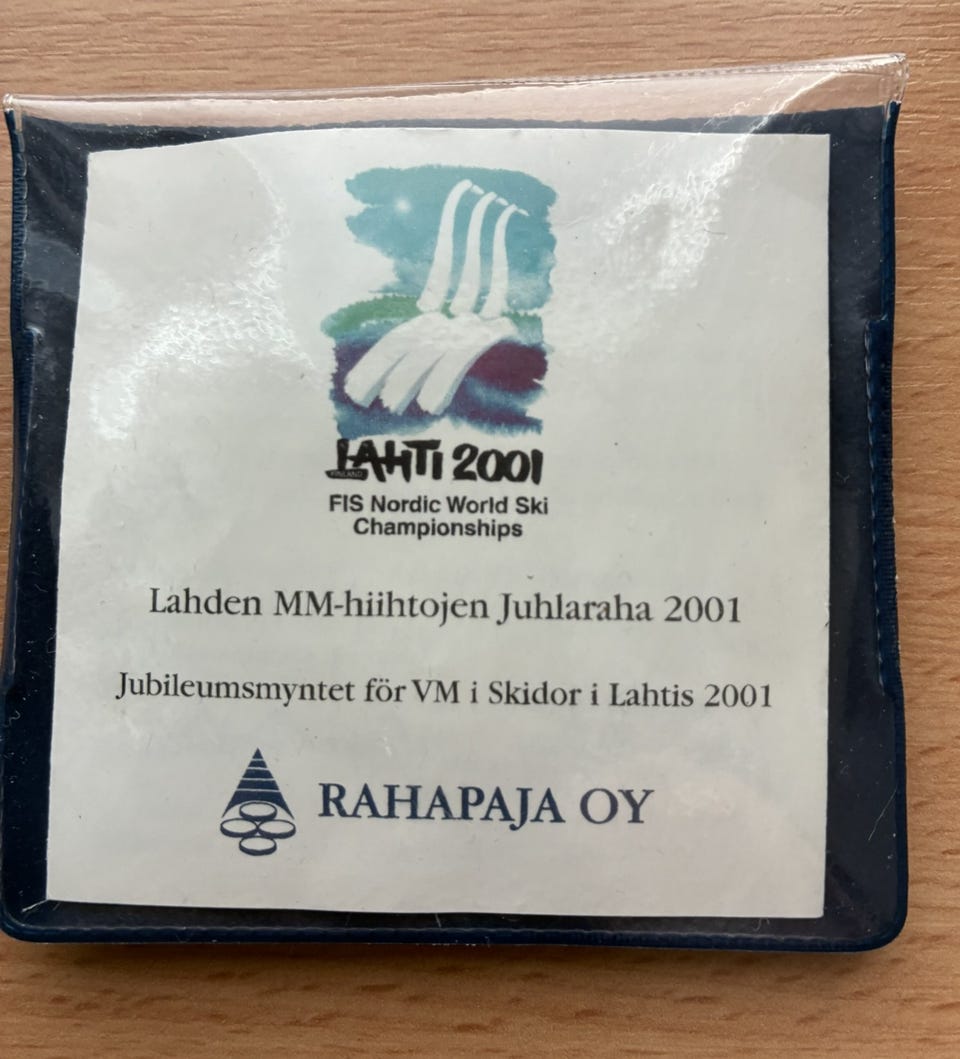 LAHTI 2001
FINLAND
FIS Nordic World Ski
Championships
Lahden MM-hiihtojen Juhlaraha 2001
Jubileumsmyntet för VM i Skidor i Lahtis 2001
RAHAPAJA OY